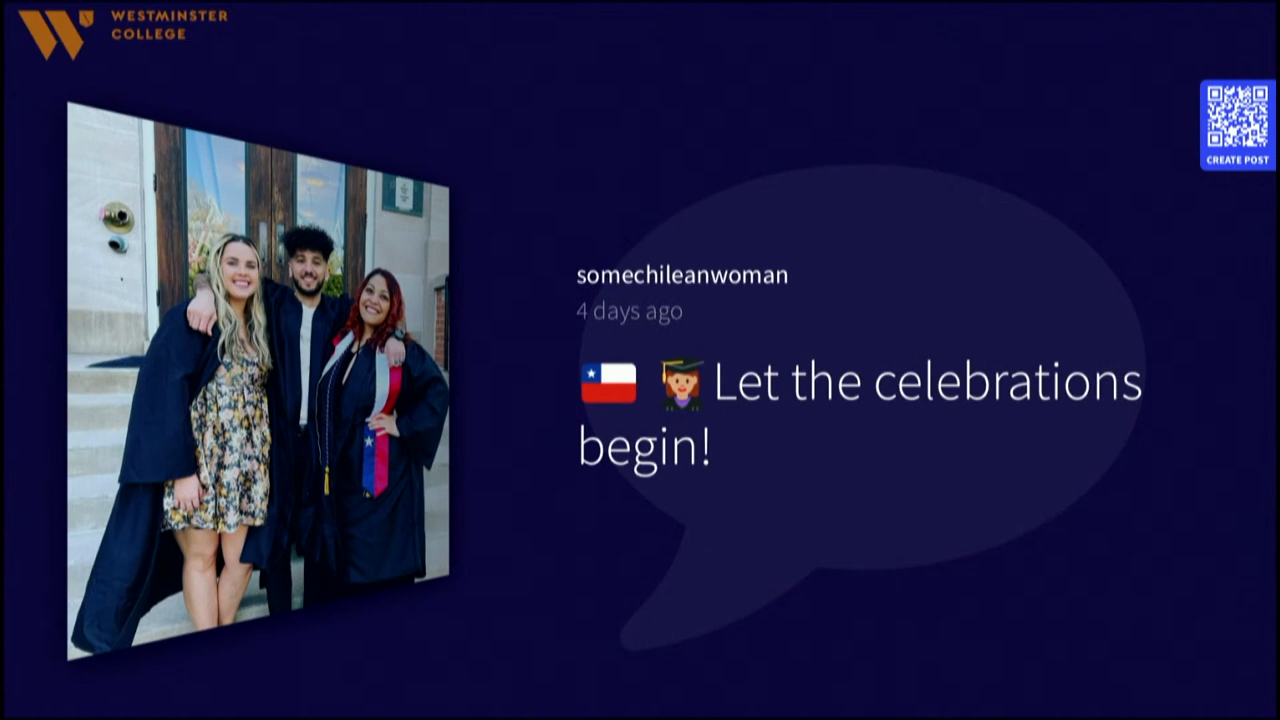 WESTMINSTER
COLLEGE
CREATE POST
somechileanwoman
4 days ago
🇨🇱 👩‍🎓 Let the celebrations
begin!